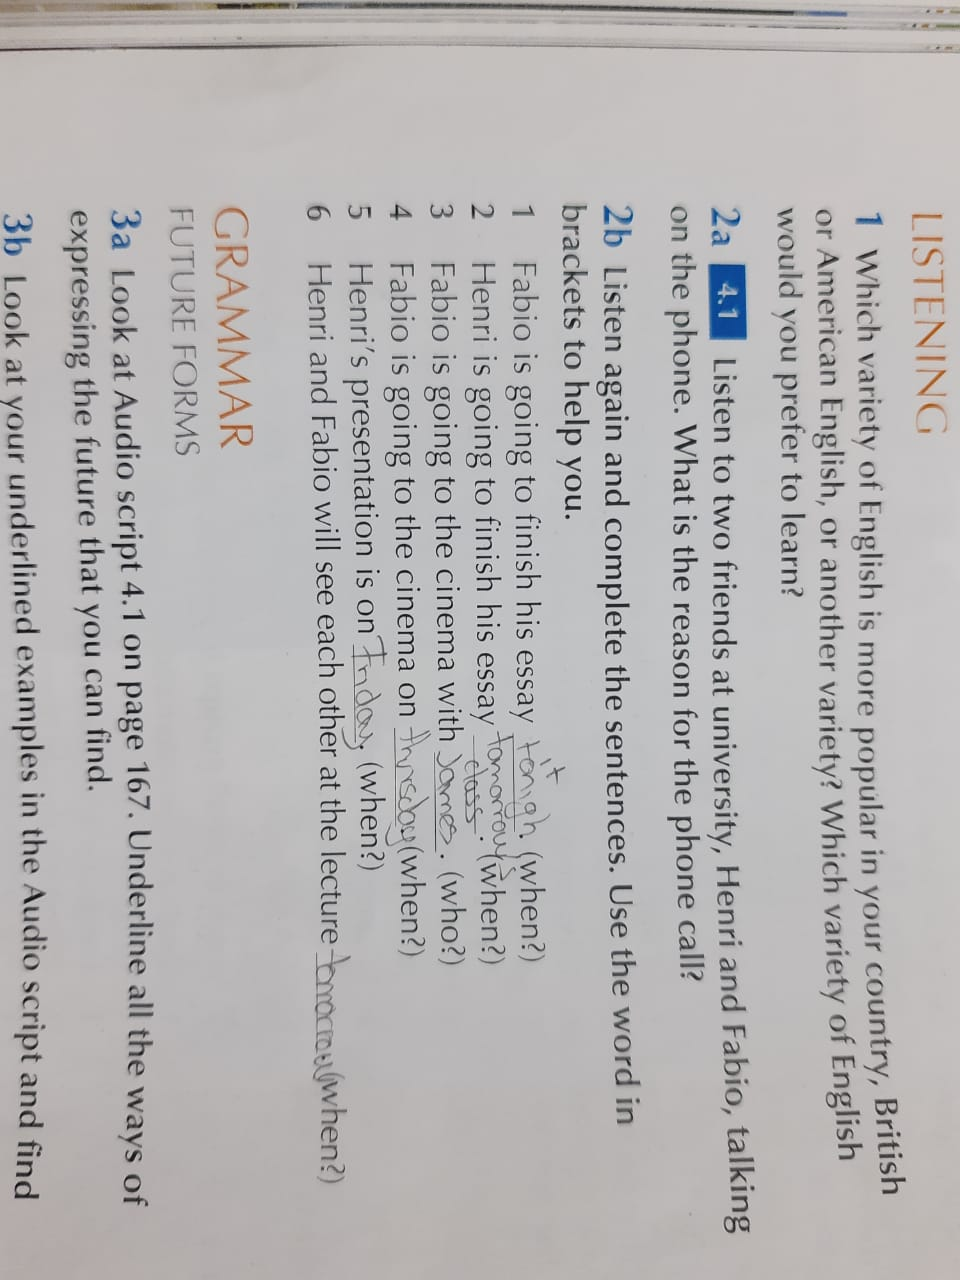 LISTENING
1 Which variety of English is more popular in your country, British
or American English, or another variety? Which variety of English
would you prefer to learn?
2a 4.1 Listen to two friends at university, Henri and Fabio, talking
on the phone. What is the reason for the phone call?
2b Listen again and complete the sentences. Use the word in
brackets to help you.
1 Fabio is going to finish his essay tonigh it. (when?)
2 Henri is going to finish his essay tomorrow's class. (when?)
3 Fabio is going to the cinema with James. (who?)
4 Fabio is going to the cinema on thursday (when?)
5 Henri's presentation is on Friday. (when?)
6 Henri and Fabio will see each other at the lecture tomorrow (when?)
GRAMMAR
FUTURE FORMS
3a Look at Audio script 4.1 on page 167. Underline all the ways of
expressing the future that you can find.
3b Look at your underlined examples in the Audio script and find